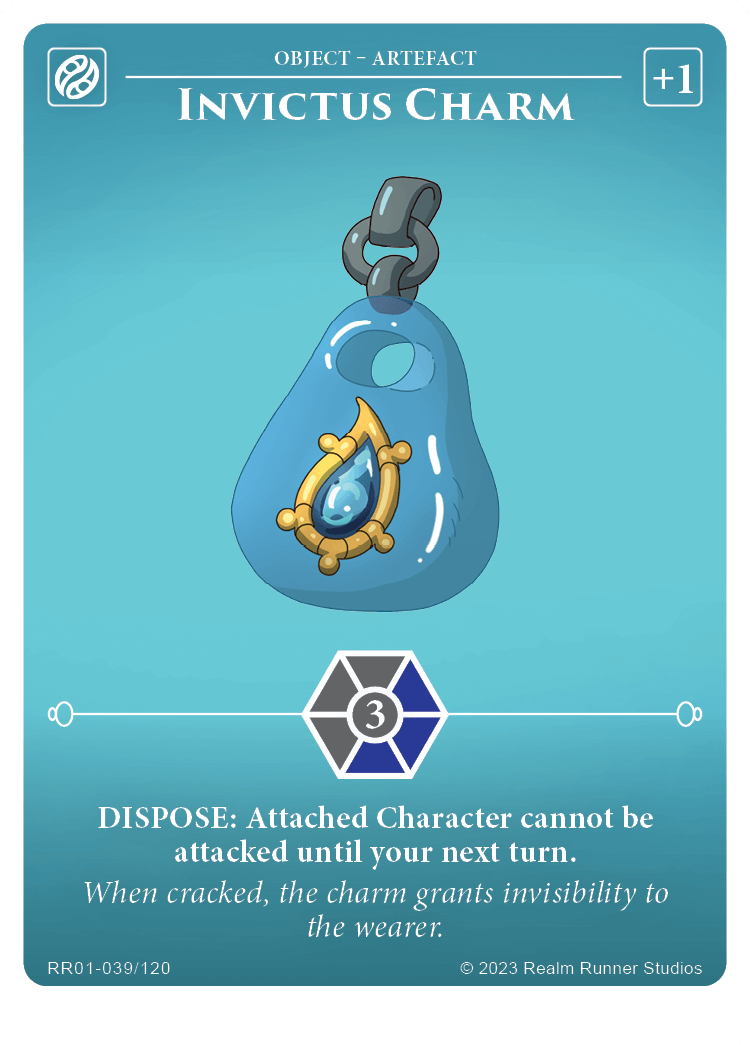 OBJECT – ARTEFACT
+1
INVICTUS CHARM
3
DISPOSE: Attached Character cannot be
attacked until your next turn.
When cracked, the charm grants invisibility to
the wearer.
RR01-039/120
© 2023 Realm Runner Studios